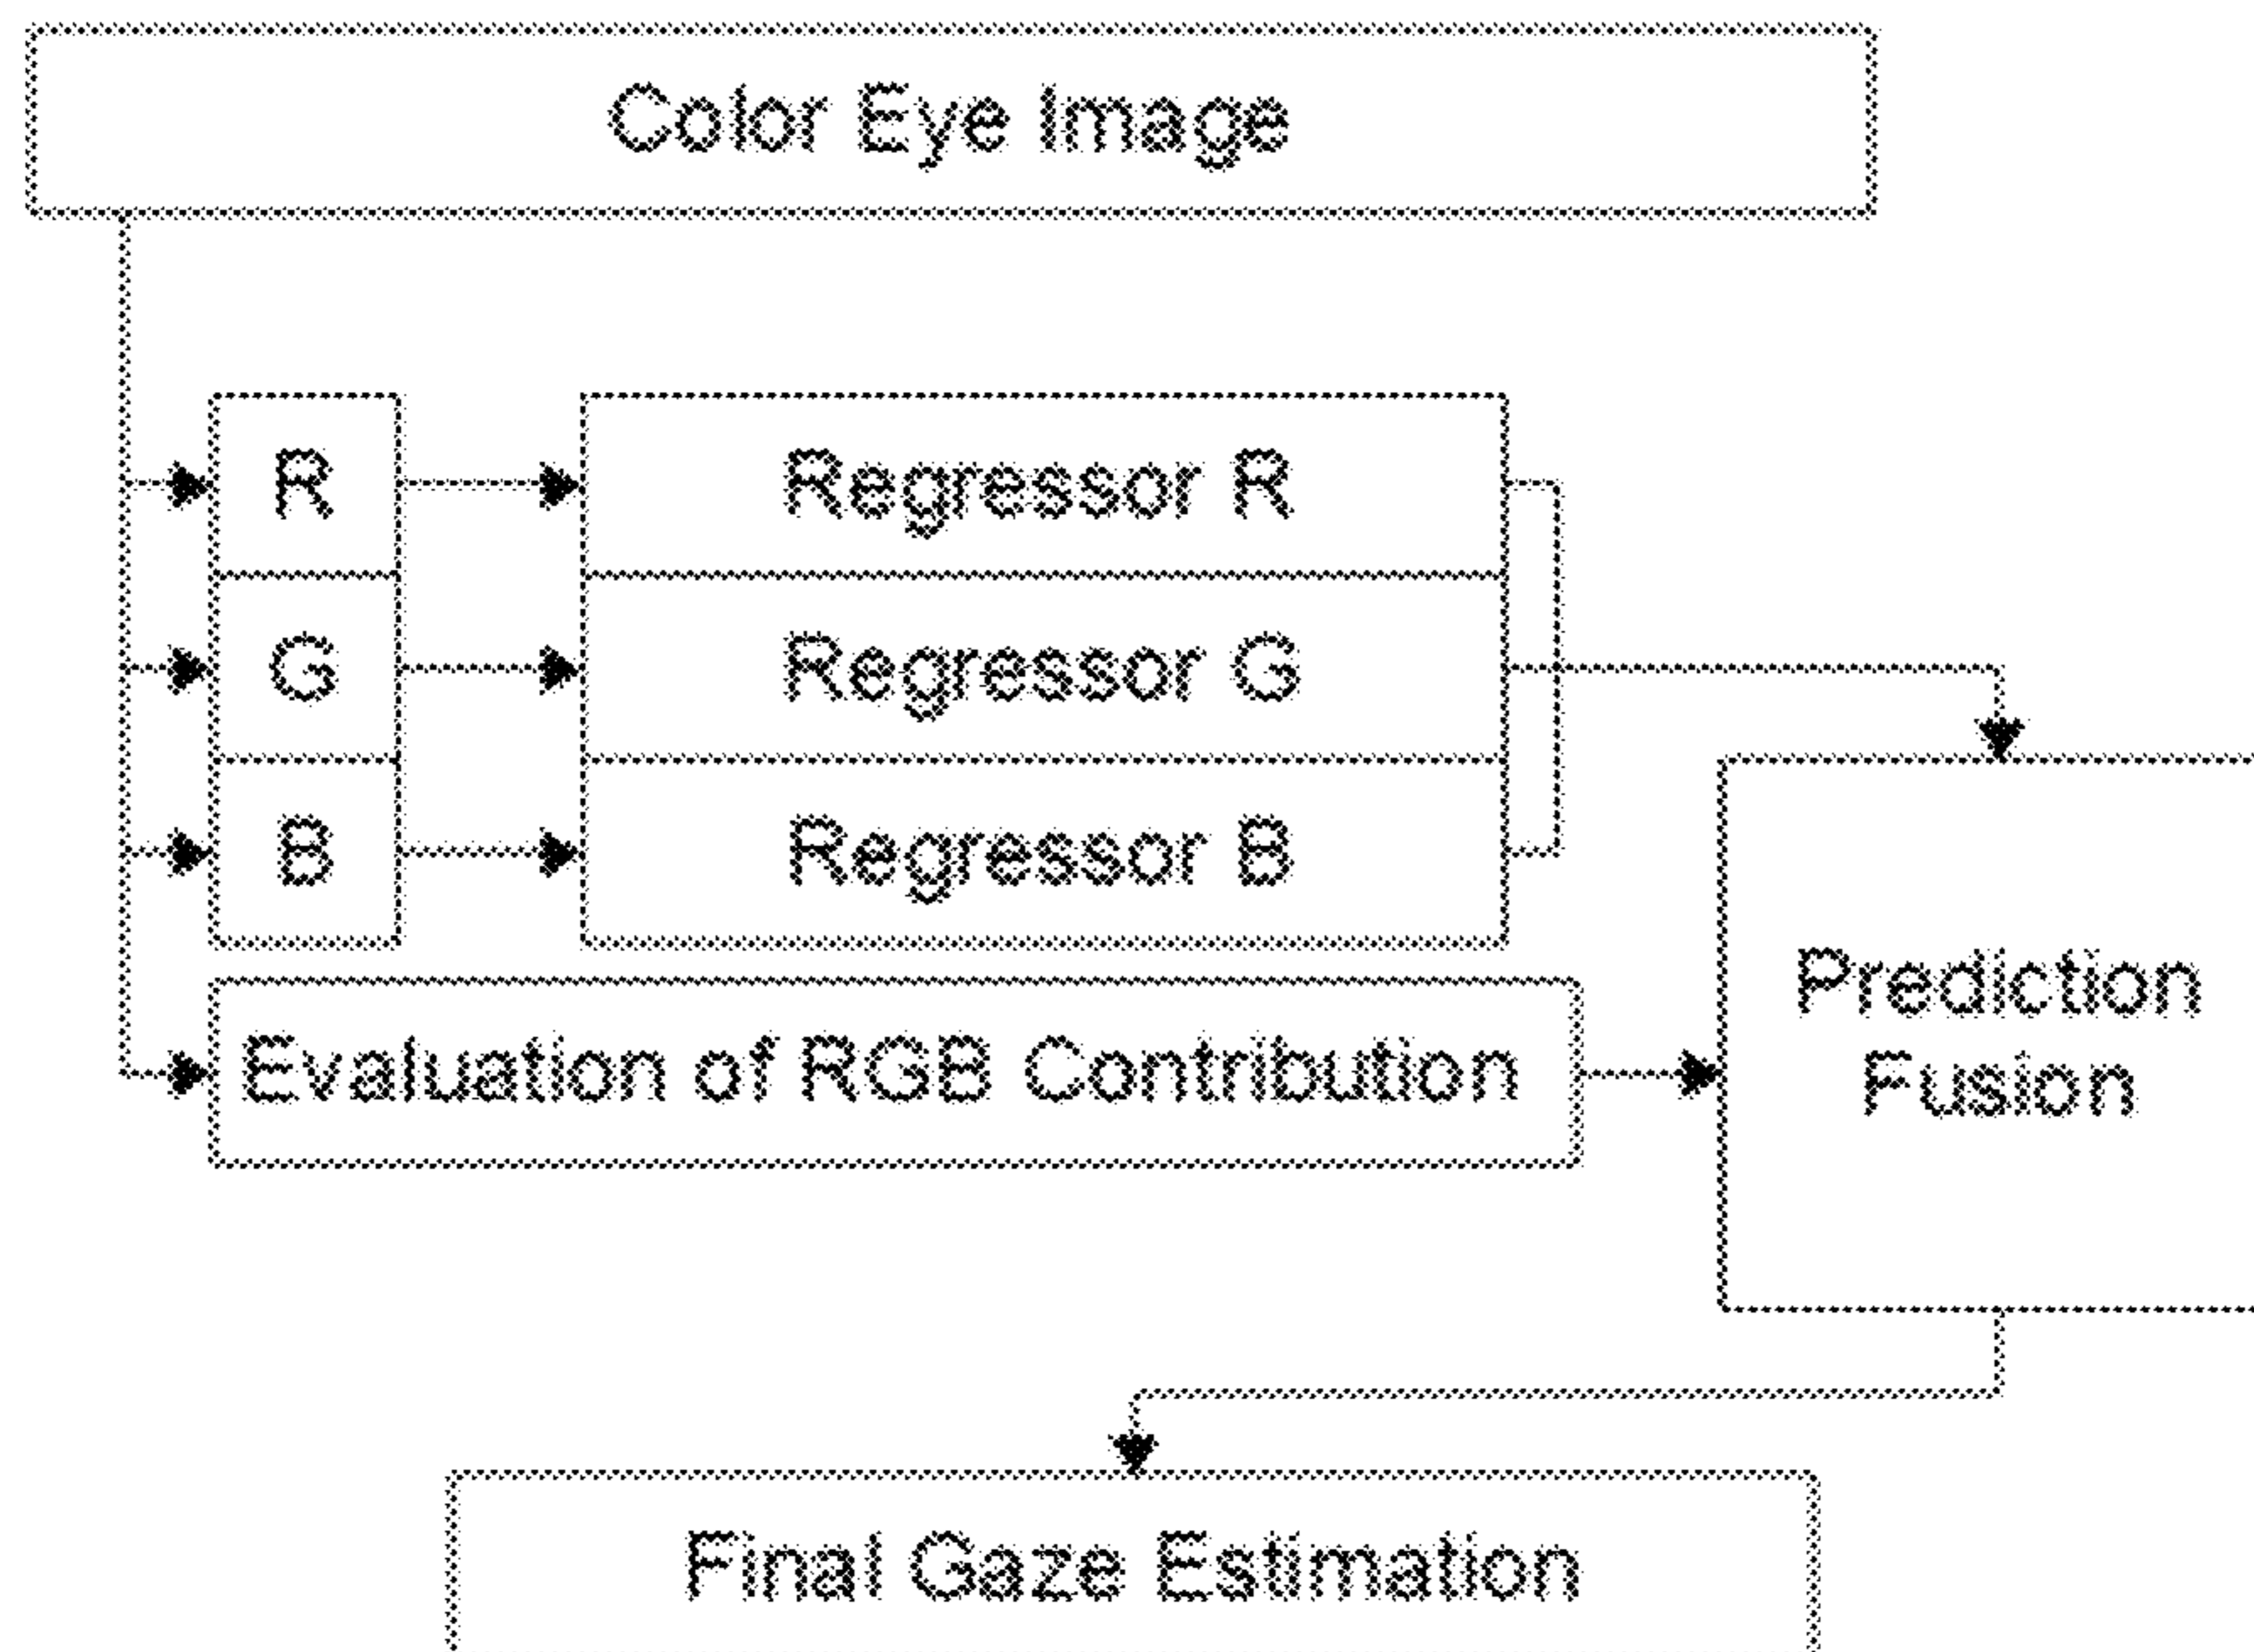 Color Eye Image
R
Regressor R
G
Regressor G
B
Regressor B
Evaluation of RGB Contribution
Prediction
Fusion
Final Gaze Estimation